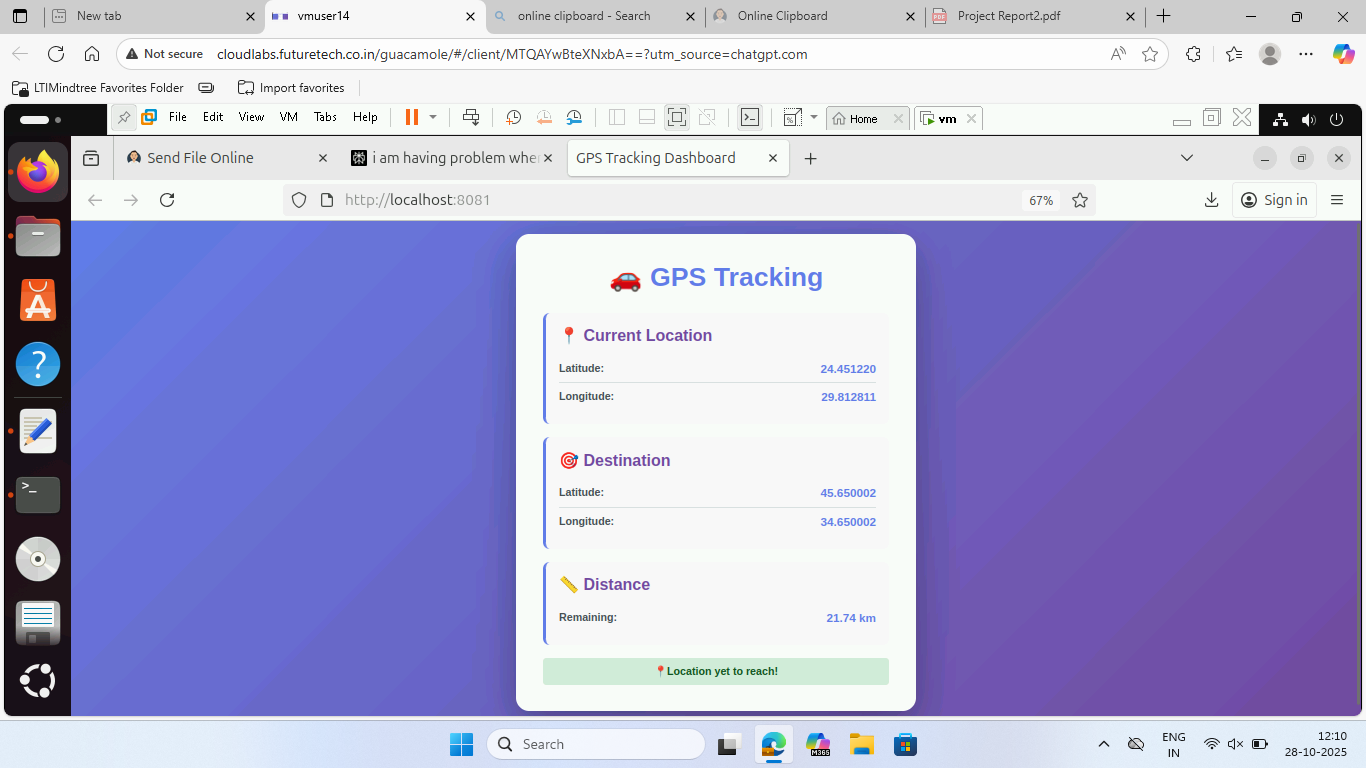 New tab
vmuser14
online clipboard - Search
Online Clipboard
Project Report2.pdf
Not secure
cloudlabs.futuretech.co.in/guacamole/#/client/MTQAYwBteXNxbA==?utm_source=chatgpt.com
LTIMindtree Favorites Folder
Import favorites
File Edit View VM Tabs Help
Home
vm
Send File Online
i am having problem whe
GPS Tracking Dashboard
http://localhost:8081
67%
Sign in
🚗 GPS Tracking
📍 Current Location
Latitude: 24.451220
Longitude: 29.812811
🎯 Destination
Latitude: 45.650002
Longitude: 34.650002
📏 Distance
Remaining: 21.74 km
📍Location yet to reach!
Search
M365
ENG
IN
12:10
28-10-2025